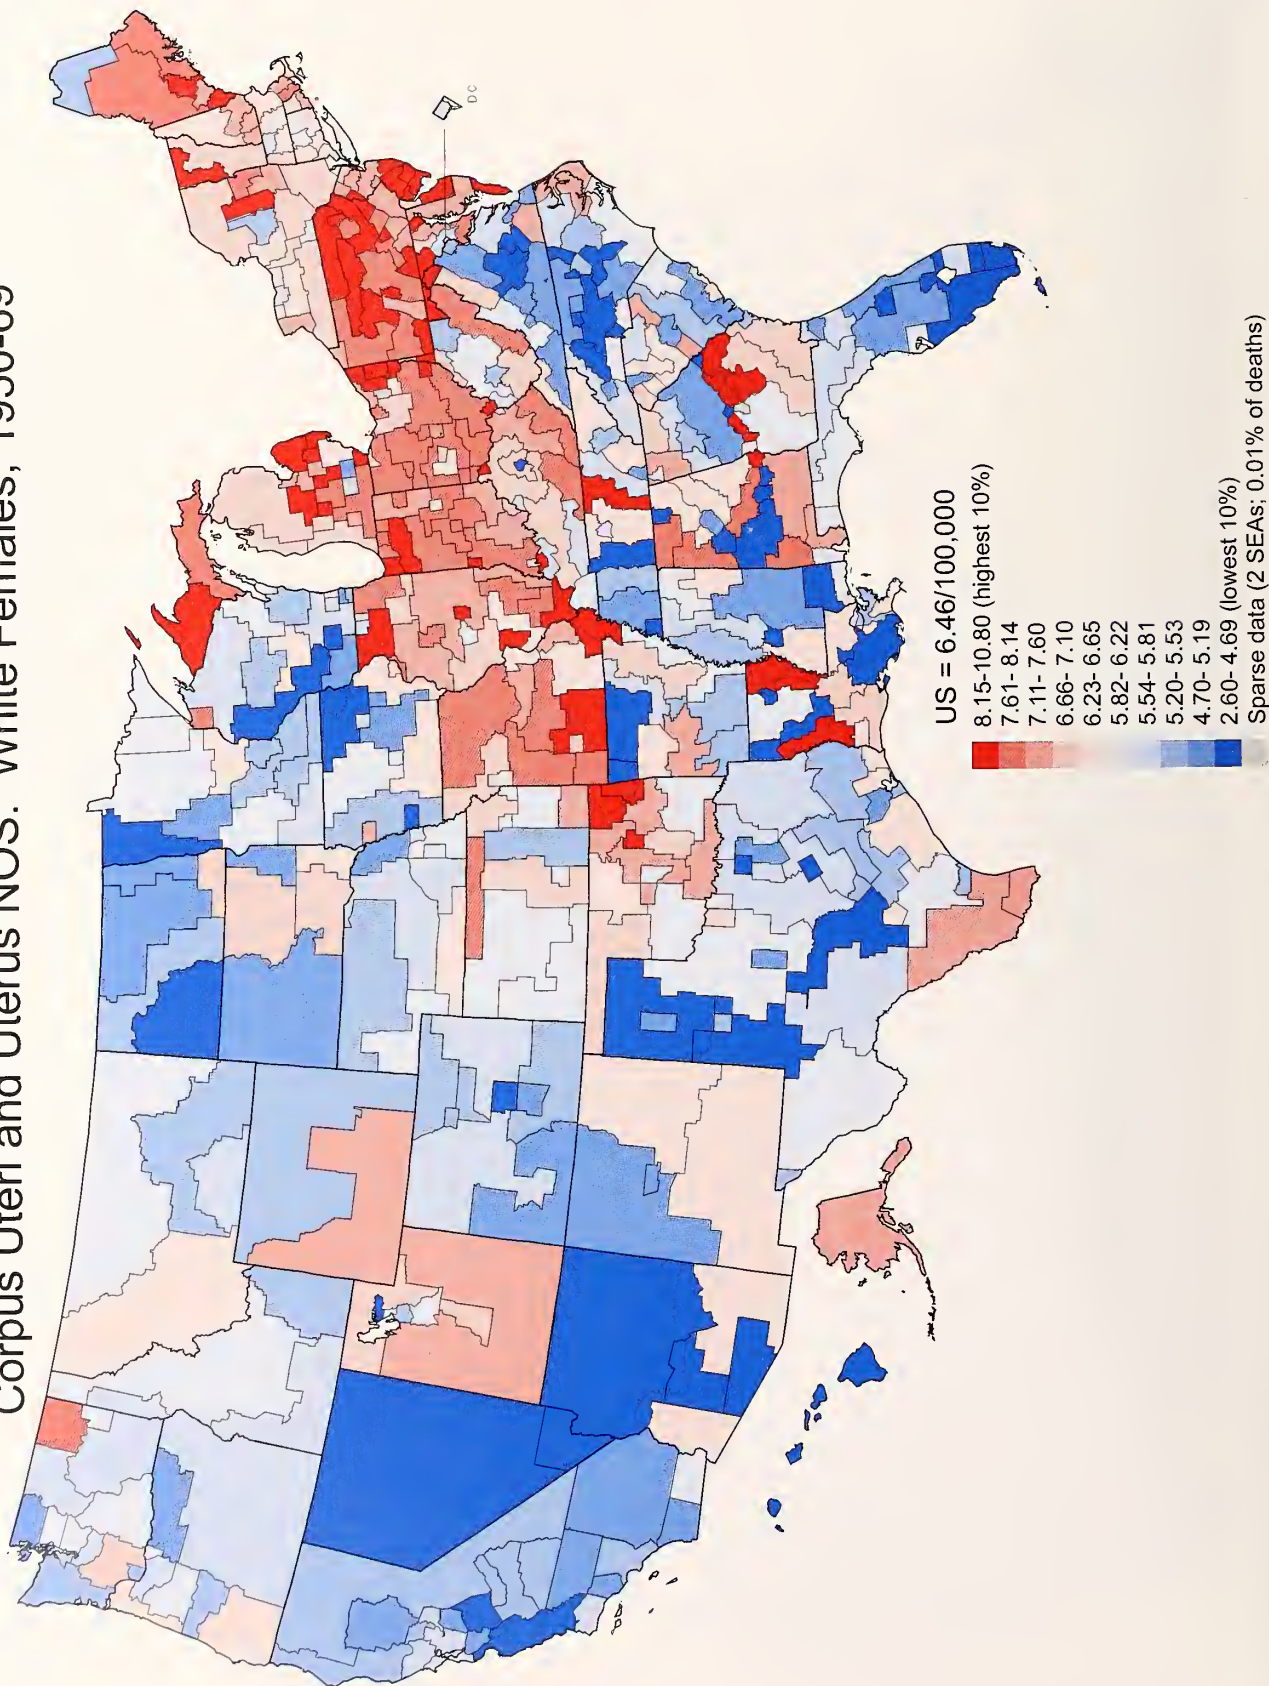 Corpus Uteri and Uterus NOS: White Females, 1950-69
DC
US = 6.46/100,000
8.15-10.80 (highest 10%)
7.61- 8.14
7.11- 7.60
6.66- 7.10
6.23- 6.65
5.82- 6.22
5.54- 5.81
5.20- 5.53
4.70- 5.19
2.60- 4.69 (lowest 10%)
Sparse data (2 SEAs; 0.01% of deaths)